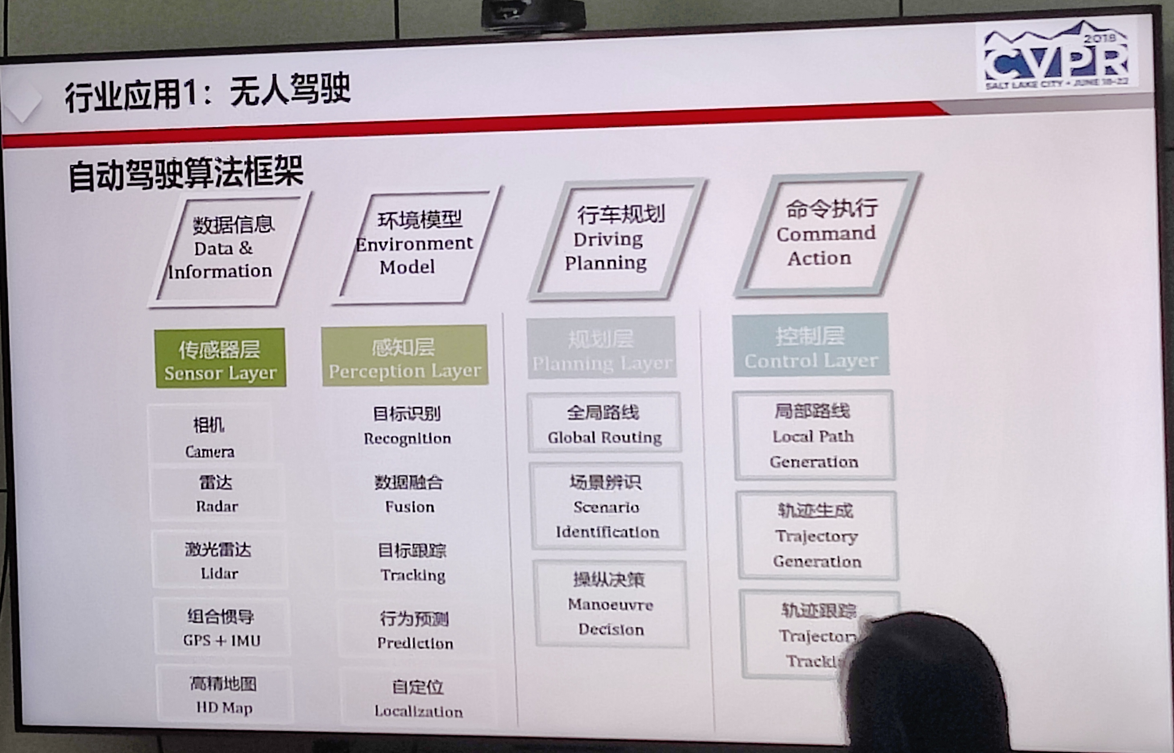 行业应用1：无人驾驶
2018
CVPR
SALT LAKE CITY • JUNE 18-22
自动驾驶算法框架
数据信息
Data &
Information
环境模型
Environment
Model
行车规划
Driving
Planning
命令执行
Command
Action
传感器层
Sensor Layer
感知层
Perception Layer
规划层
Planning Layer
控制层
Control Layer
相机
Camera
雷达
Radar
激光雷达
Lidar
组合惯导
GPS + IMU
高精地图
HD Map
目标识别
Recognition
数据融合
Fusion
目标跟踪
Tracking
行为预测
Prediction
自定位
Localization
全局路线
Global Routing
场景辨识
Scenario
Identification
操纵决策
Manoeuvre
Decision
局部路线
Local Path
Generation
轨迹生成
Trajectory
Generation
轨迹跟踪